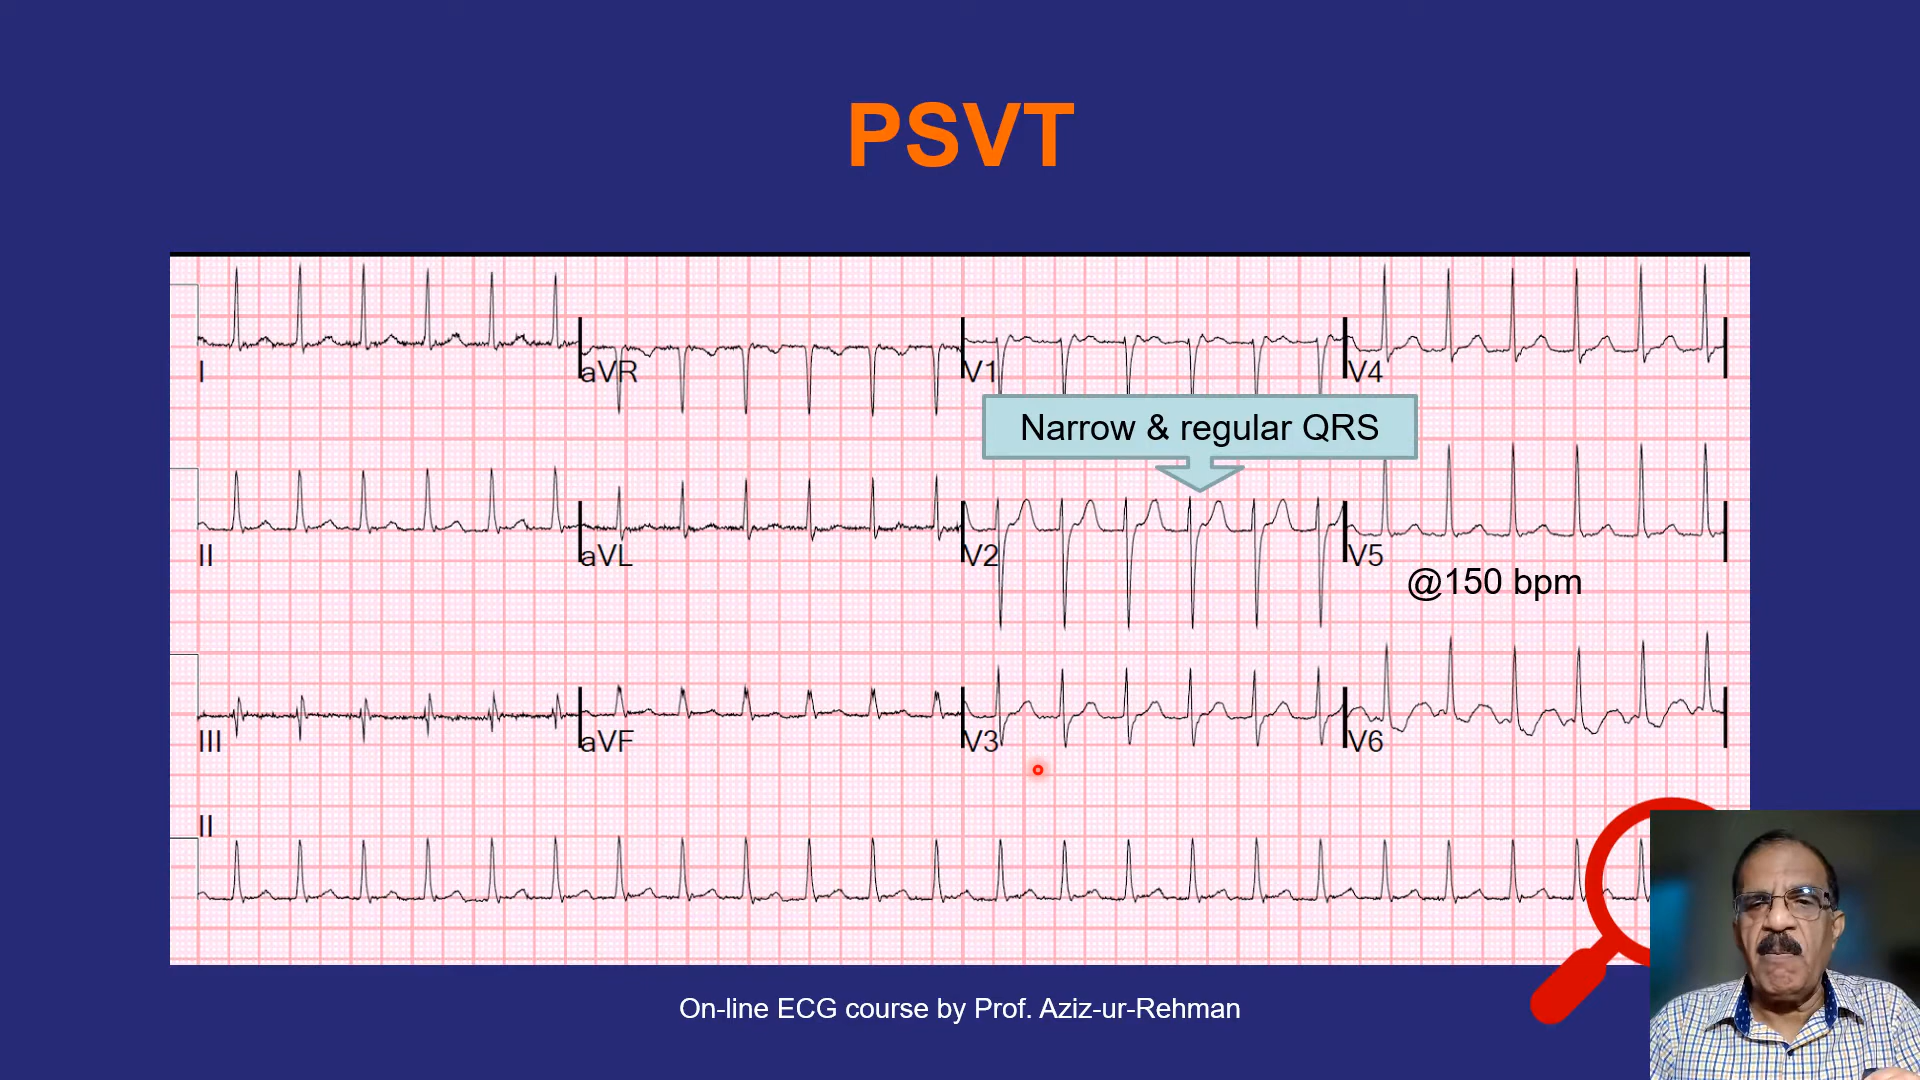 PSVT
I
aVR
V1
V4
Narrow & regular QRS
II
aVL
V2
V5
@150 bpm
III
aVF
V3
V6
II
On-line ECG course by Prof. Aziz-ur-Rehman